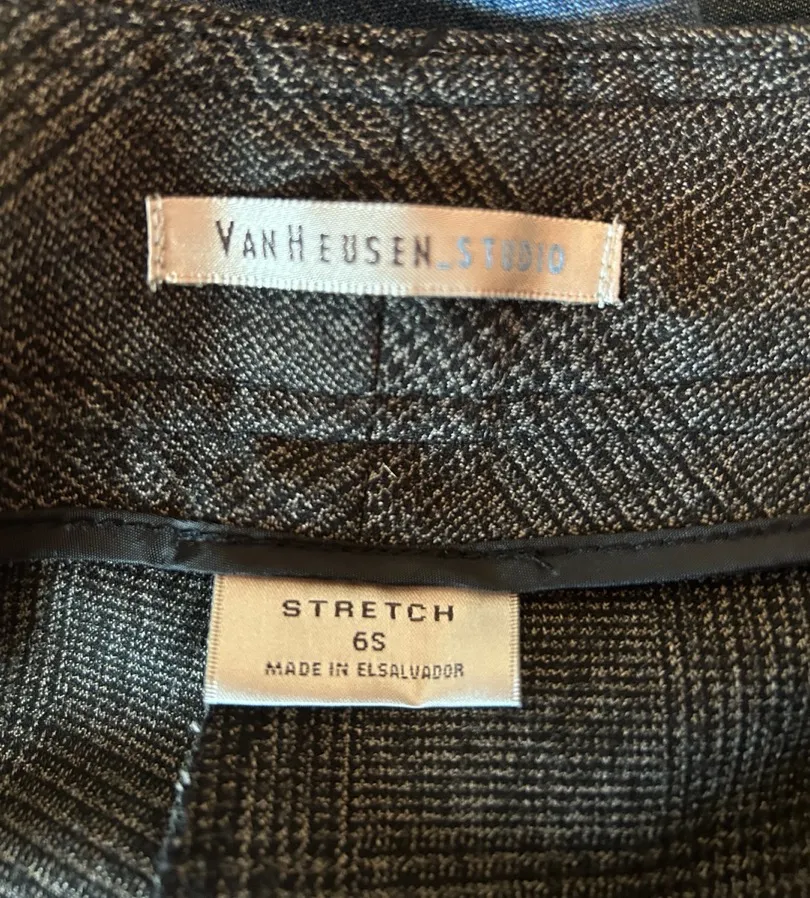 VANHEUSEN_STUDIO
STRETCH
6S
MADE IN ELSALVADOR